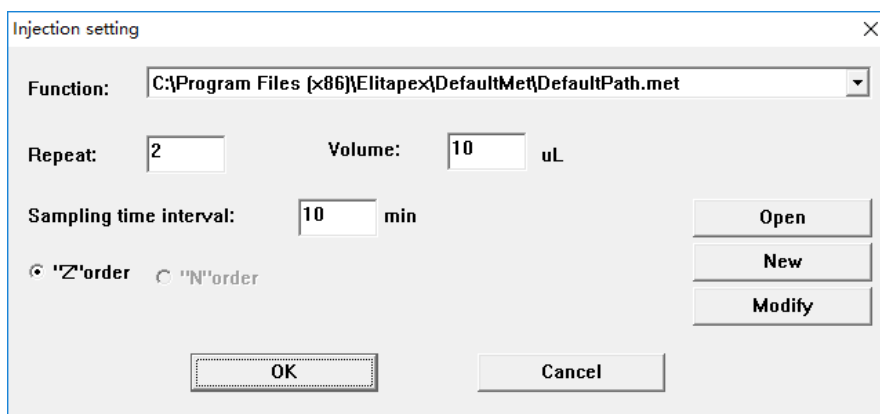 Injection setting
Function: C:\Program Files (x86)\Elitapex\DefaultMet\DefaultPath.met
Repeat: 2 Volume: 10 uL
Sampling time interval: 10 min
Open
"Z"order "N"order
New
Modify
OK Cancel